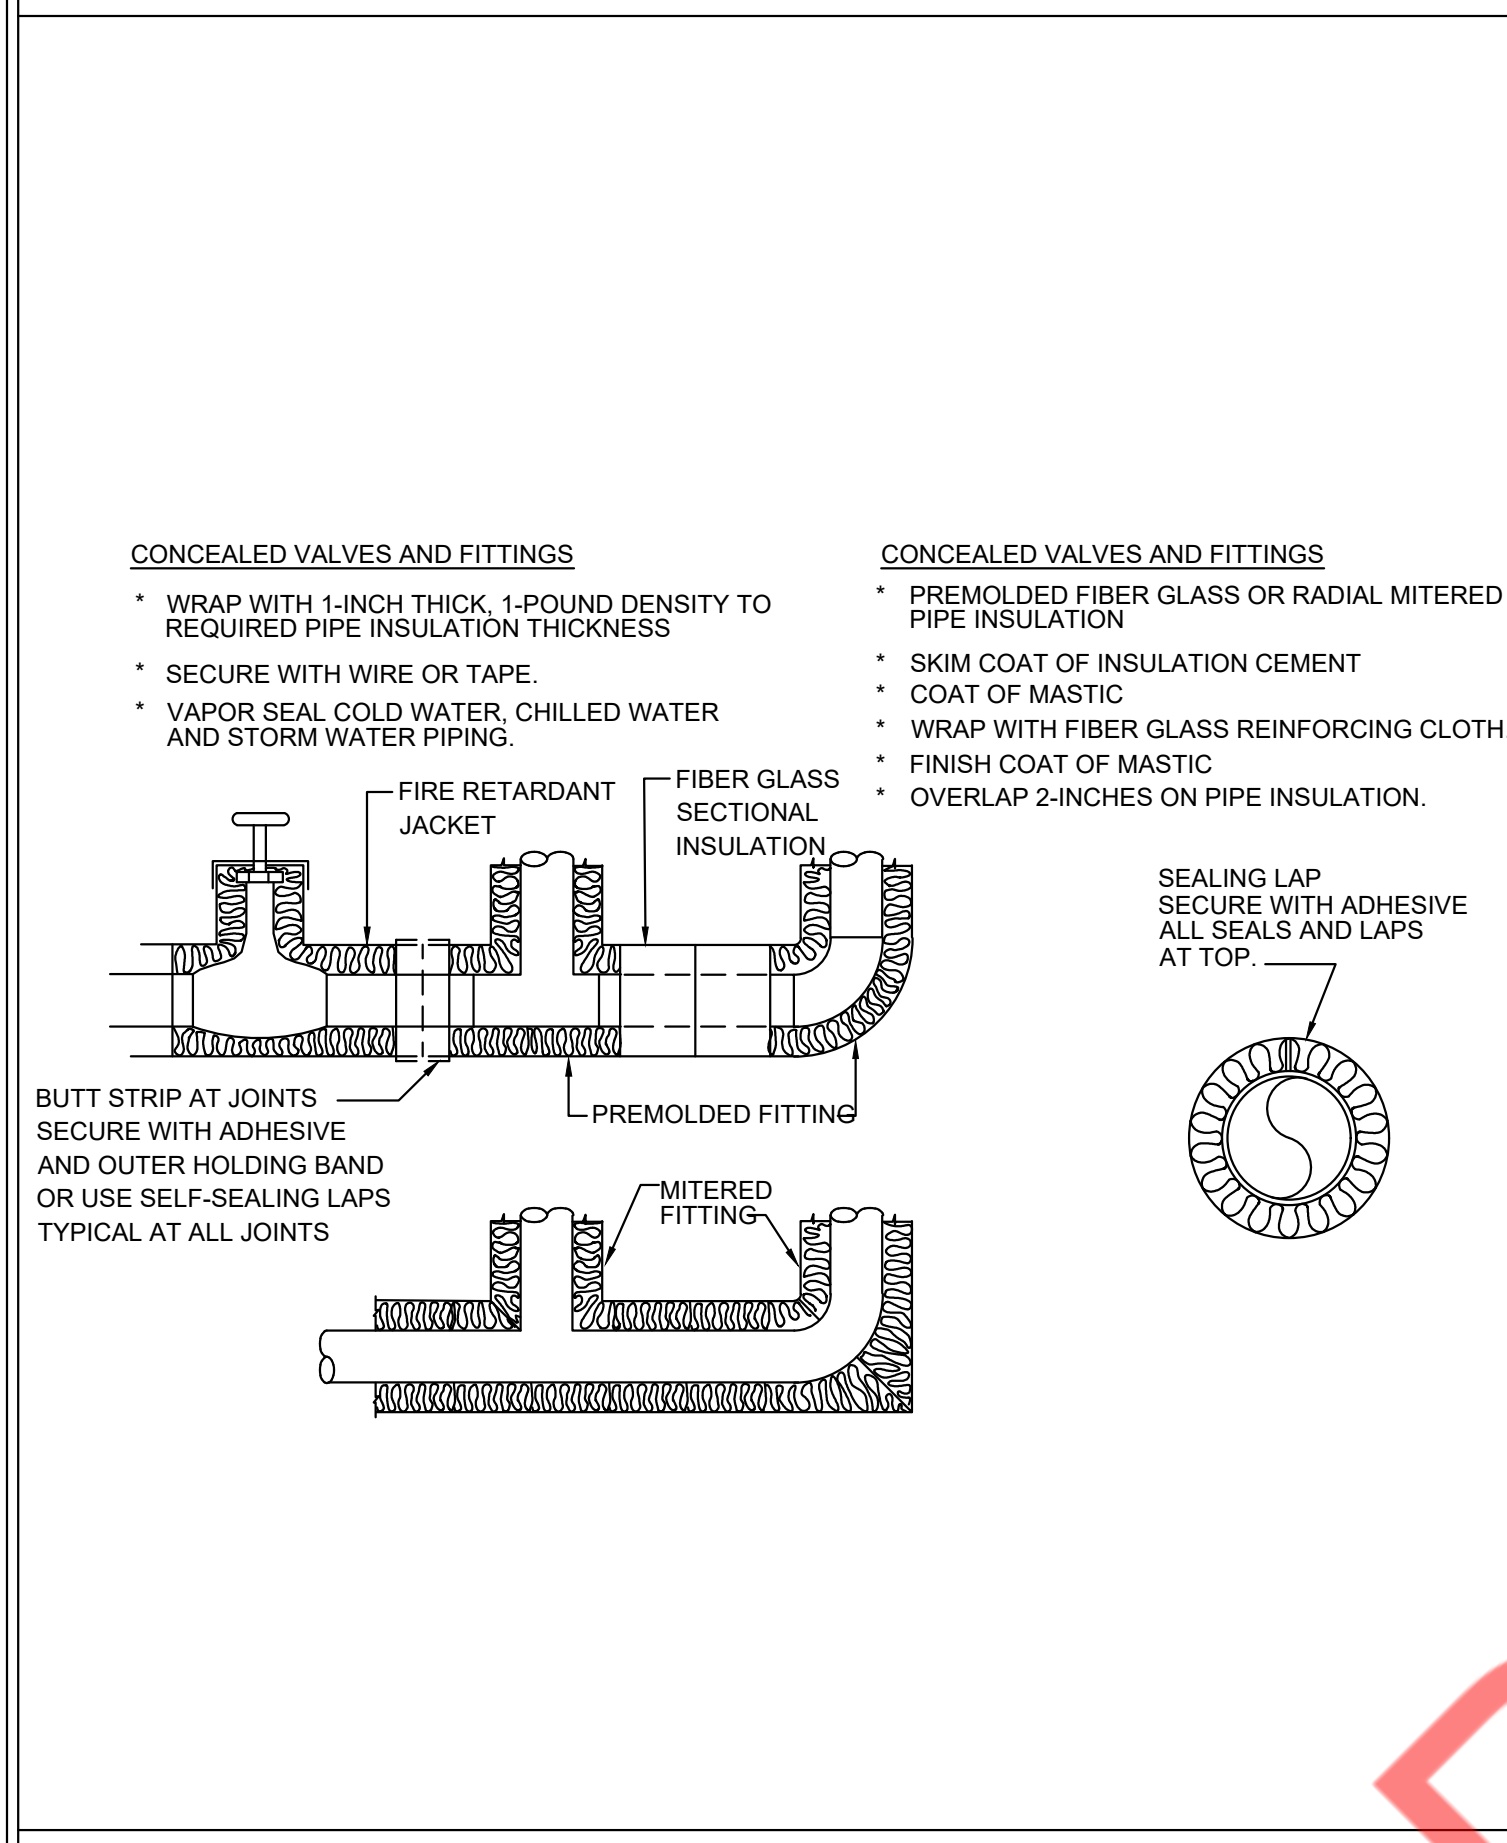 CONCEALED VALVES AND FITTINGS
* WRAP WITH 1-INCH THICK, 1-POUND DENSITY TO
REQUIRED PIPE INSULATION THICKNESS
* SECURE WITH WIRE OR TAPE.
* VAPOR SEAL COLD WATER, CHILLED WATER
AND STORM WATER PIPING.
CONCEALED VALVES AND FITTINGS
* PREMOLDED FIBER GLASS OR RADIAL MITERED
PIPE INSULATION
* SKIM COAT OF INSULATION CEMENT
* COAT OF MASTIC
* WRAP WITH FIBER GLASS REINFORCING CLOTH.
* FINISH COAT OF MASTIC
* OVERLAP 2-INCHES ON PIPE INSULATION.
FIRE RETARDANT
JACKET
FIBER GLASS
SECTIONAL
INSULATION
SEALING LAP
SECURE WITH ADHESIVE
ALL SEALS AND LAPS
AT TOP.
BUTT STRIP AT JOINTS
SECURE WITH ADHESIVE
AND OUTER HOLDING BAND
OR USE SELF-SEALING LAPS
TYPICAL AT ALL JOINTS
PREMOLDED FITTING
MITERED
FITTING